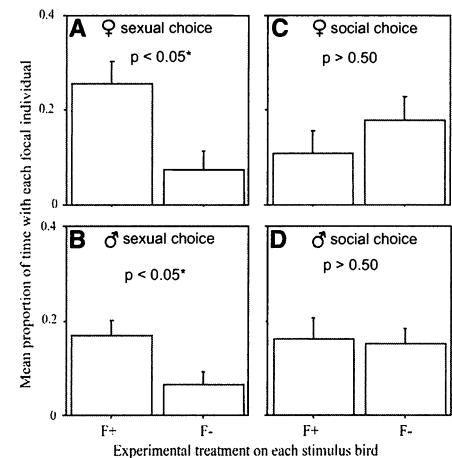 Mean proportion of time with each focal individual
0.4
0.2
0
A ♀ sexual choice
p < 0.05*
C ♀ social choice
p > 0.50
0.4
0.2
0
B ♂ sexual choice
p < 0.05*
D ♂ social choice
p > 0.50
F+ F- F+ F-
Experimental treatment on each stimulus bird